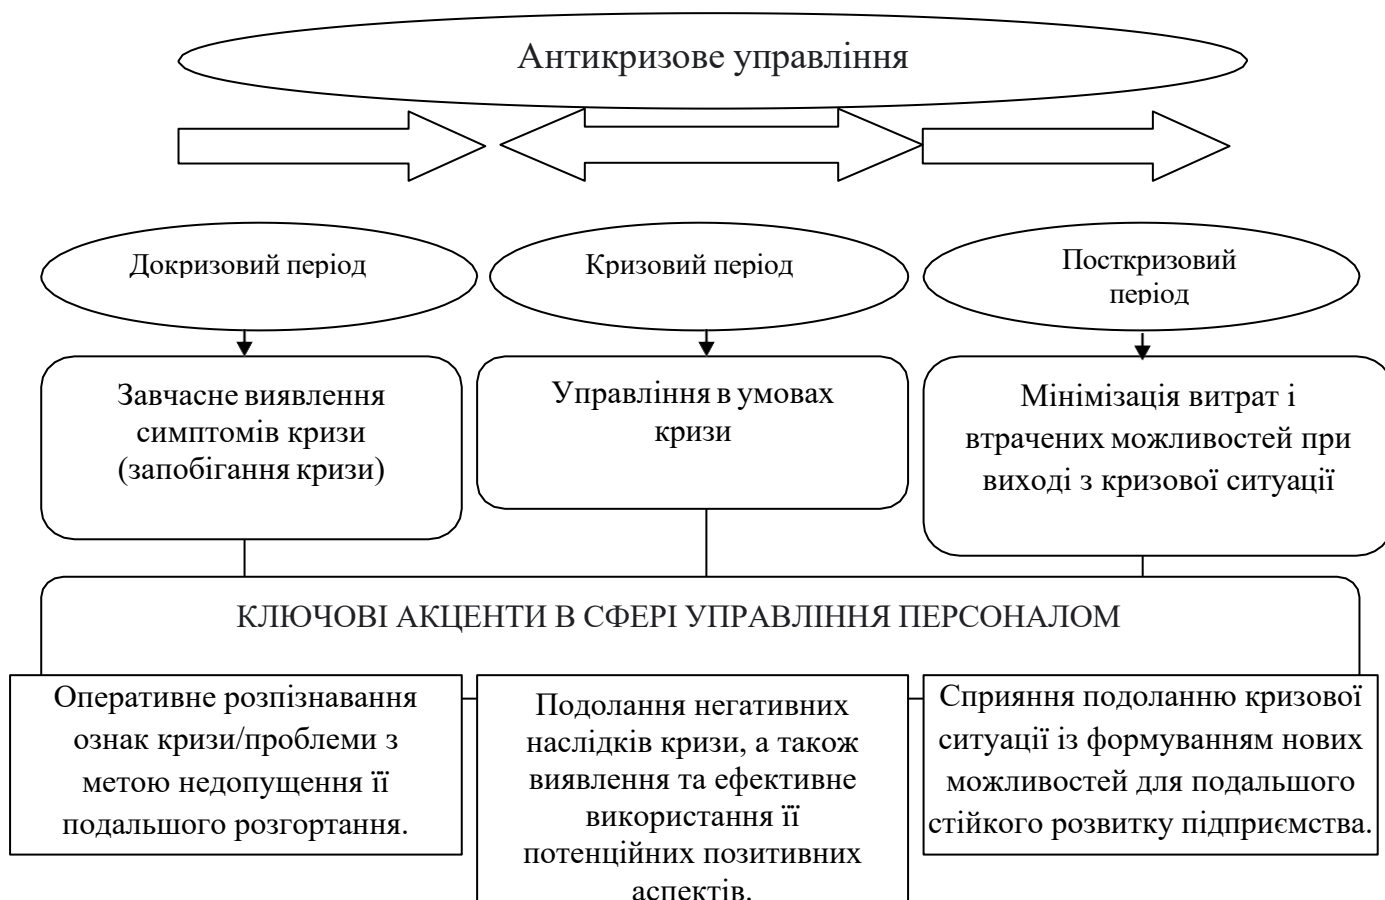 Антикризове управління
Докризовий період
Кризовий період
Посткризовий
період
Завчасне виявлення
симптомів кризи
(запобігання кризи)
Управління в умовах
кризи
Мінімізація витрат і
втрачених можливостей при
виході з кризової ситуації
КЛЮЧОВІ АКЦЕНТИ В СФЕРІ УПРАВЛІННЯ ПЕРСОНАЛОМ
Оперативне розпізнавання
ознак кризи/проблеми з
метою недопущення її
подальшого розгортання.
Подолання негативних
наслідків кризи, а також
виявлення та ефективне
використання її
потенційних позитивних
аспектів.
Сприяння подоланню кризової
ситуації із формуванням нових
можливостей для подальшого
стійкого розвитку підприємства.